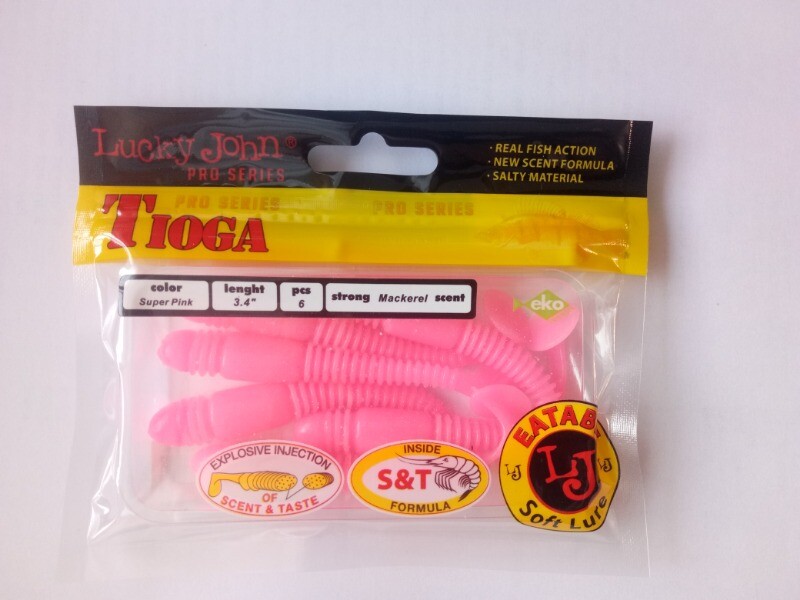 Lucky John®
PRO SERIES
· REAL FISH ACTION
· NEW SCENT FORMULA
· SALTY MATERIAL
PRO SERIES PRO SERIES
TIOGA
color
Super Pink
lenght
3.4"
pcs
6
strong Mackerel scent
eko
EXPLOSIVE INJECTION
OF
SCENT & TASTE
INSIDE
S&T
FORMULA
EATAB
LJ LJ LJ
Soft Lure